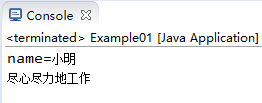 Console
<terminated> Example01 [Java Application]
name=小明
尽心尽力地工作